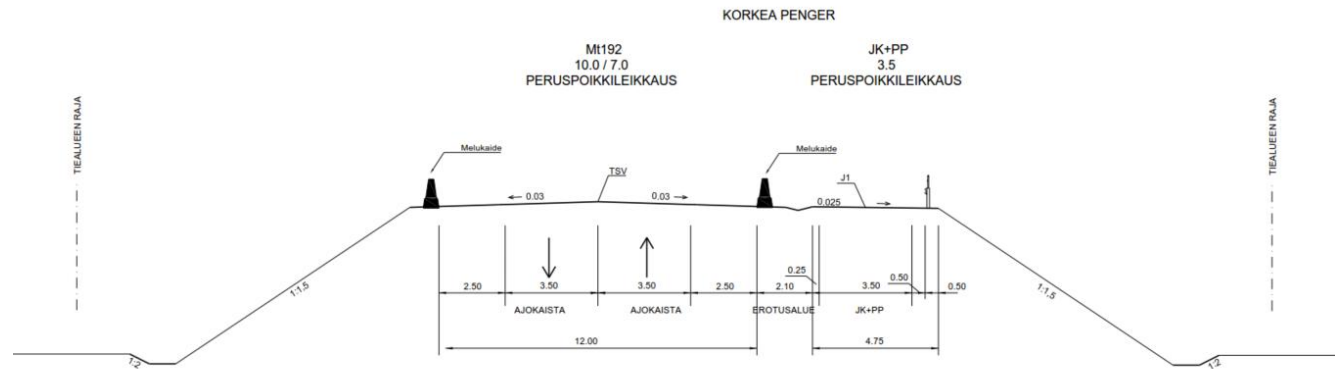 KORKEA PENGER
Mt192
10.0 / 7.0
PERUSPOIKKILEIKKAUS
JK+PP
3.5
PERUSPOIKKILEIKKAUS
TIEALUEEN RAJA
TIEALUEEN RAJA
Melukaide
TSV
Melukaide
J1
0.03
0.03
0.025
1:1,5
1:1,5
0.25
0.50
2.50
3.50
3.50
2.50
2.10
3.50
0.50
AJOKAISTA
AJOKAISTA
EROTUSALUE
JK+PP
12.00
4.75
1:2
1:2